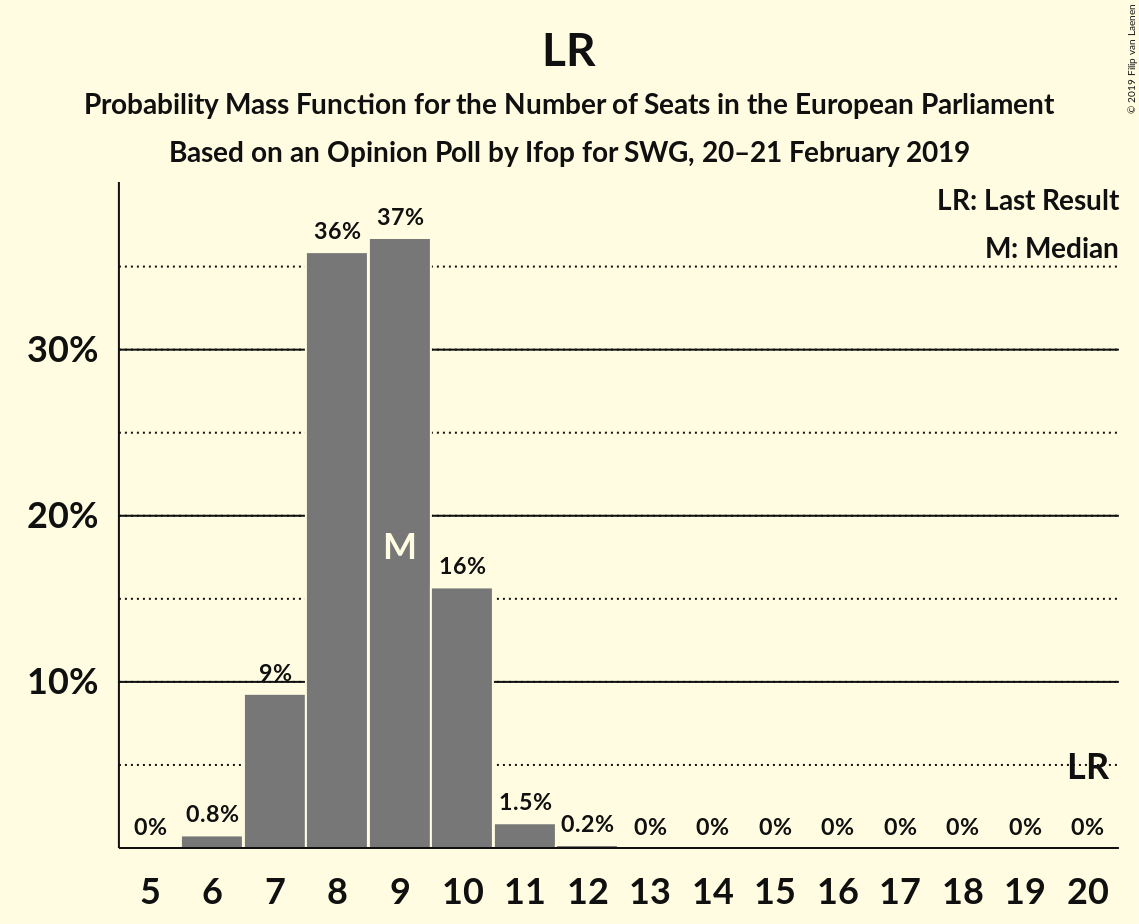 LR
Probability Mass Function for the Number of Seats in the European Parliament
Based on an Opinion Poll by Ifop for SWG, 20–21 February 2019
© 2019 Filip van Laenen
LR: Last Result
M: Median
30%
20%
10%
0%
0.8%
9%
36%
37%
16%
1.5%
0.2%
0%
0%
0%
0%
0%
0%
0%
0%
M
LR
5 6 7 8 9 10 11 12 13 14 15 16 17 18 19 20